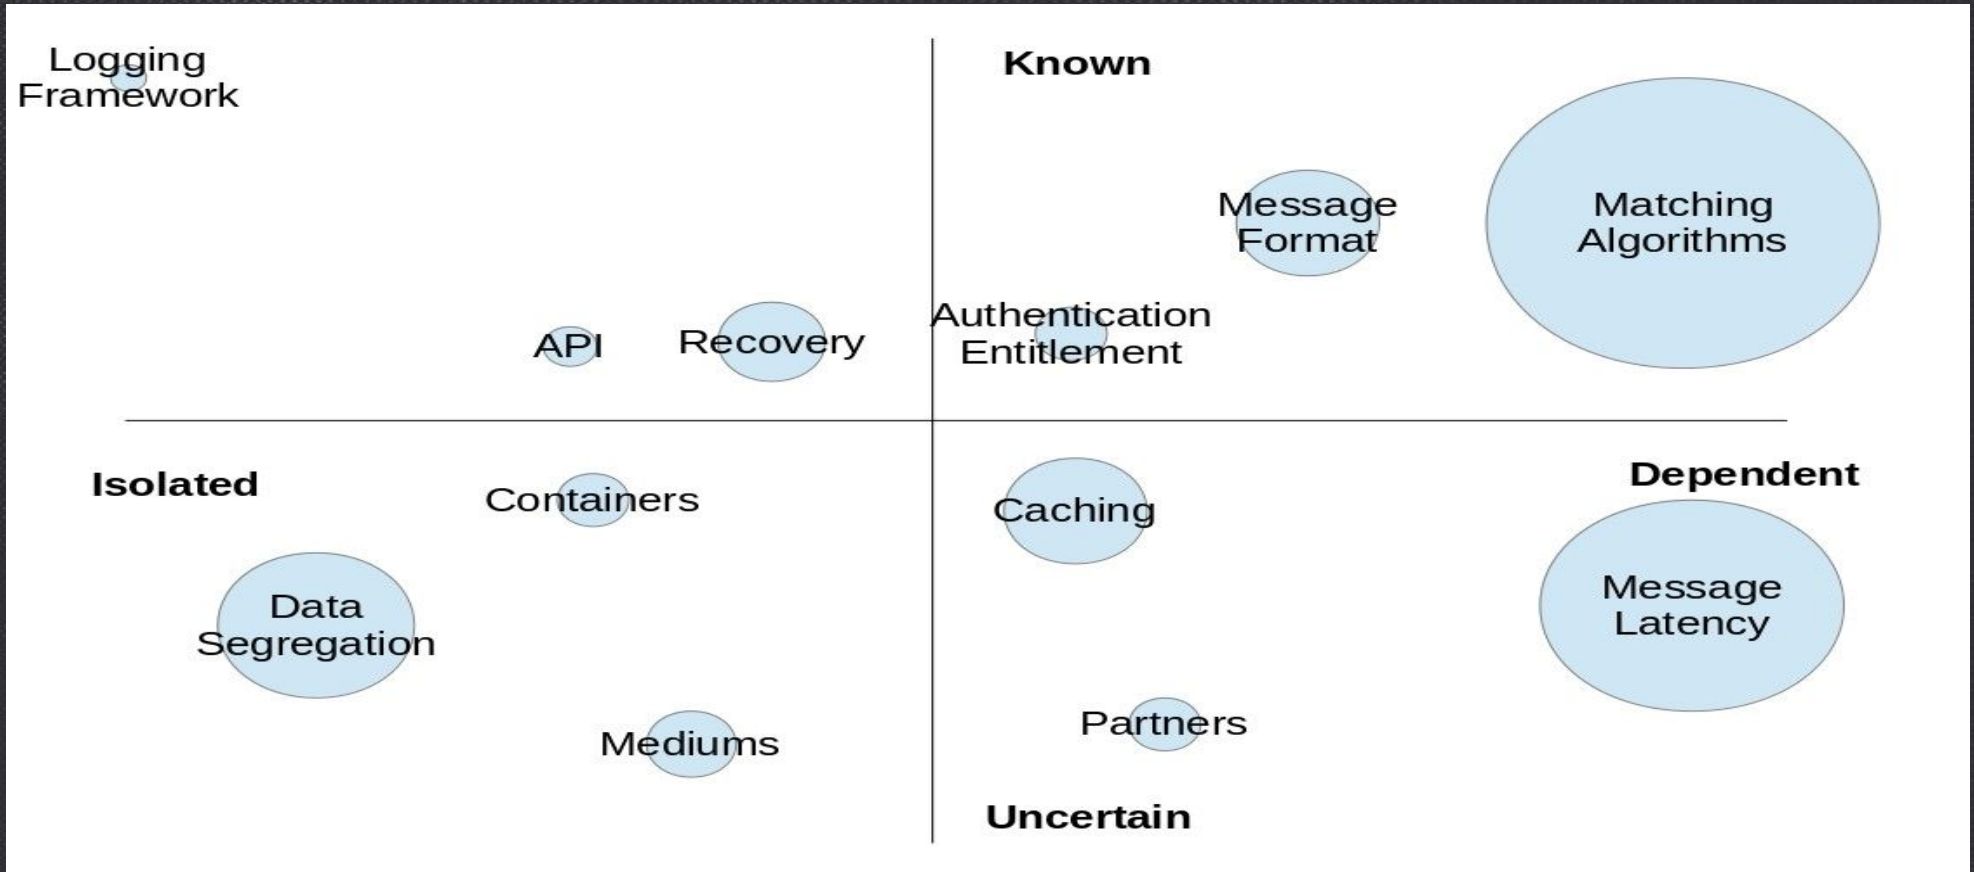 Logging
Framework
Known
Message
Format
Matching
Algorithms
API
Recovery
Authentication
Entitlement
Isolated
Dependent
Containers
Caching
Data
Segregation
Message
Latency
Mediums
Partners
Uncertain